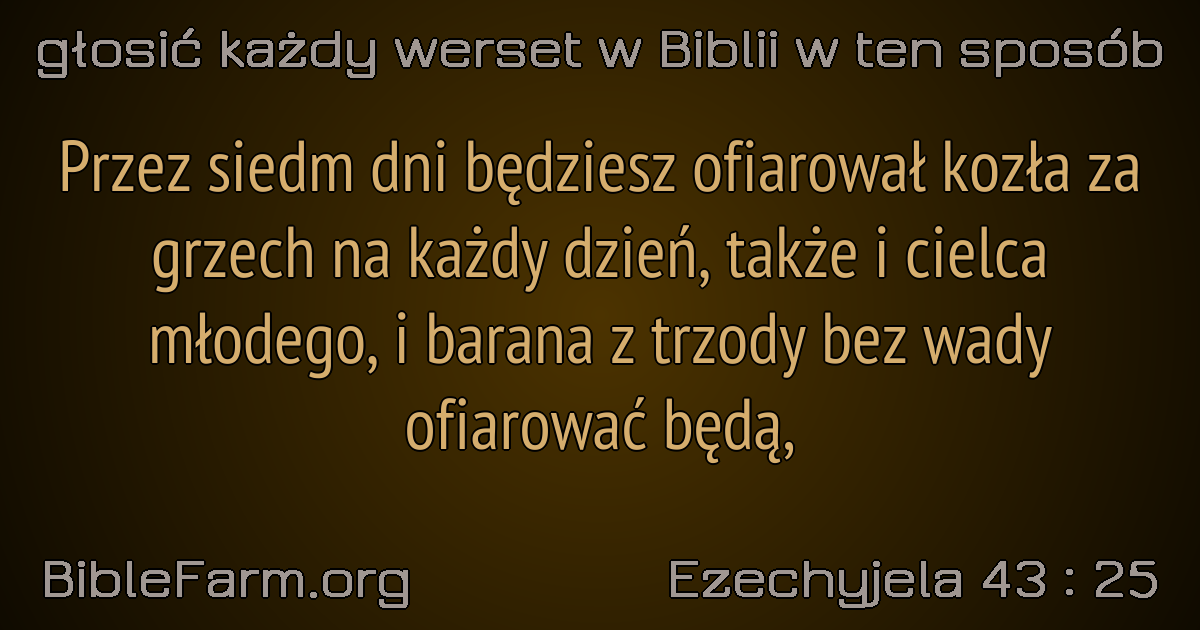 głosić każdy werset w Biblii w ten sposób
Przez siedm dni będziesz ofiarował kozła za
grzech na każdy dzień, także i cielca
młodego, i barana z trzody bez wady
ofiarować będą,
BibleFarm.org
Ezechyjela 43 : 25